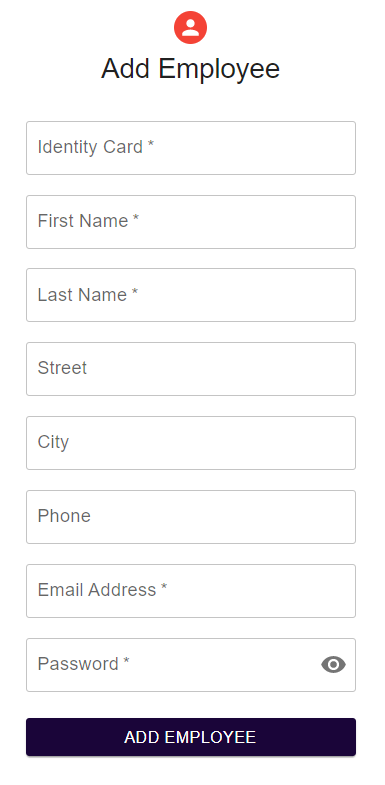 Add Employee
Identity Card *
First Name *
Last Name *
Street
City
Phone
Email Address *
Password *
ADD EMPLOYEE